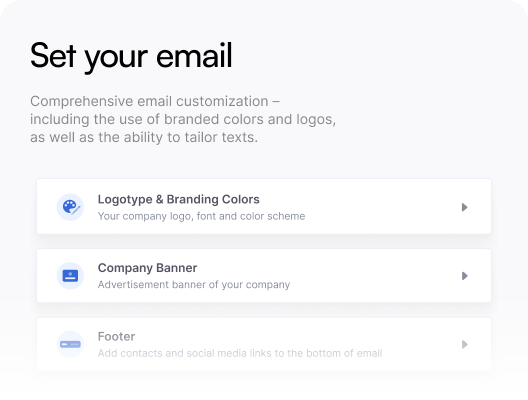 Set your email
Comprehensive email customization –
including the use of branded colors and logos,
as well as the ability to tailor texts.
Logotype & Branding Colors
Your company logo, font and color scheme
Company Banner
Advertisement banner of your company
Footer
Add contacts and social media links to the bottom of email